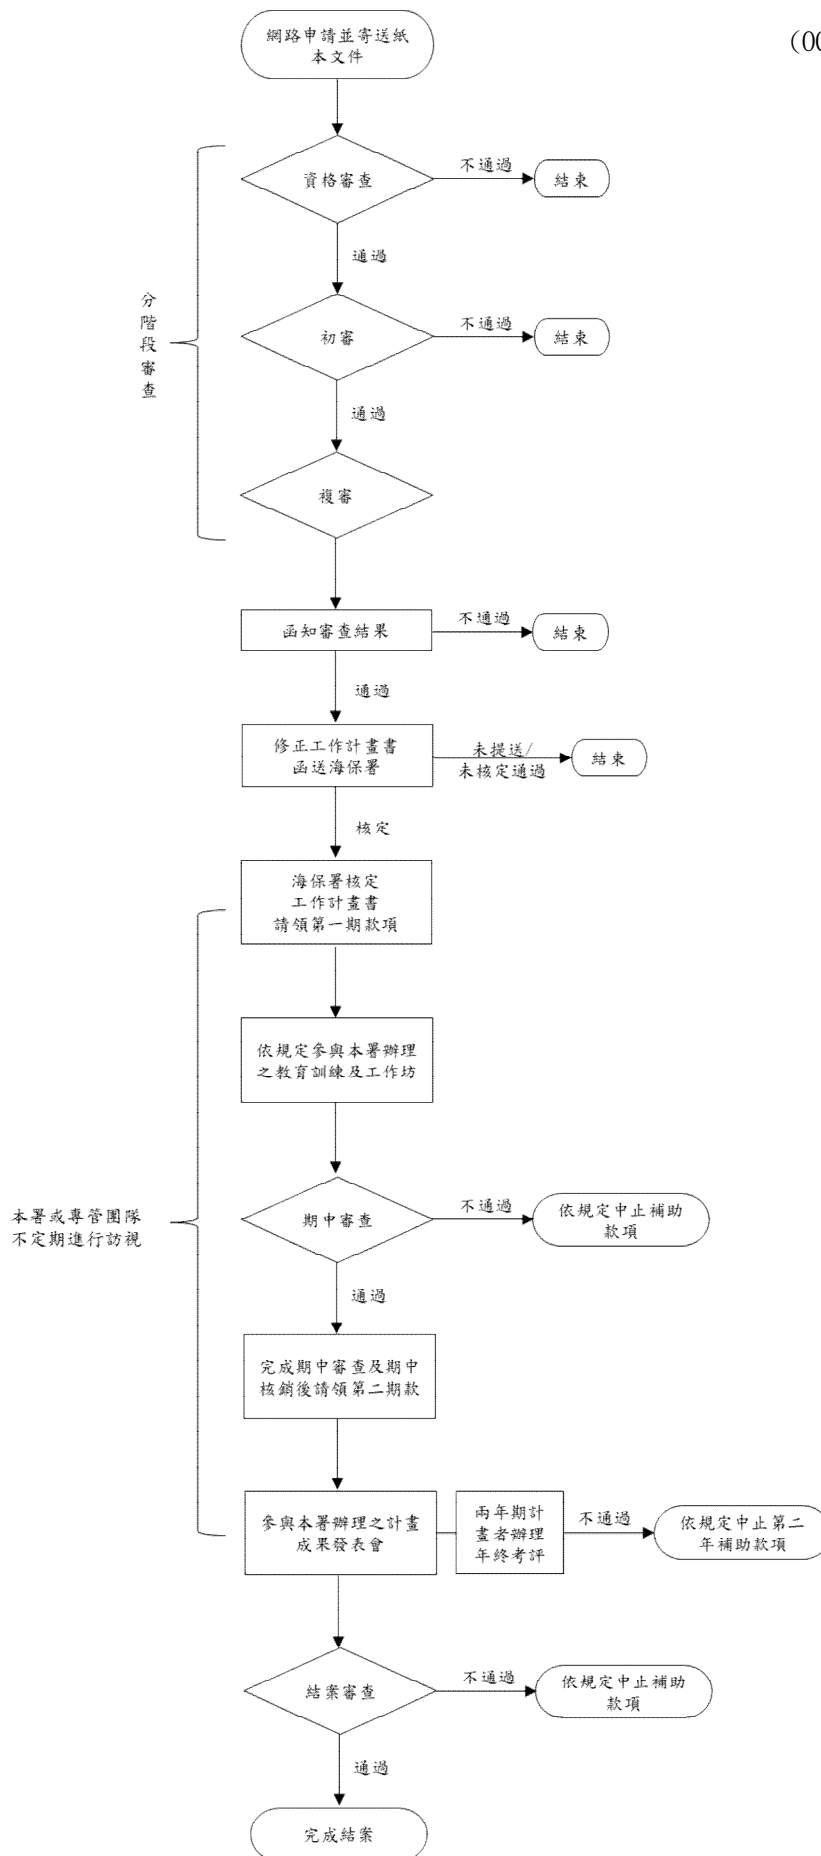 網路申請並寄送紙
本文件
(00
資格審查
不通過
結束
通過
分
階
段
審
查
初審
不通過
結束
通過
複審
函知審查結果
不通過
結束
通過
修正工作計畫書
函送海保署
未提送/
未核定通過
結束
核定
海保署核定
工作計畫書
請領第一期款項
依規定參與本署辦理
之教育訓練及工作坊
本署或專管團隊
不定期進行訪視
期中審查
不通過
依規定中止補助
款項
通過
完成期中審查及期中
核銷後請領第二期款
參與本署辦理之計畫
成果發表會
兩年期計
畫者辦理
年終考評
不通過
依規定中止第二
年補助款項
結案審查
不通過
依規定中止補助
款項
通過
完成結案